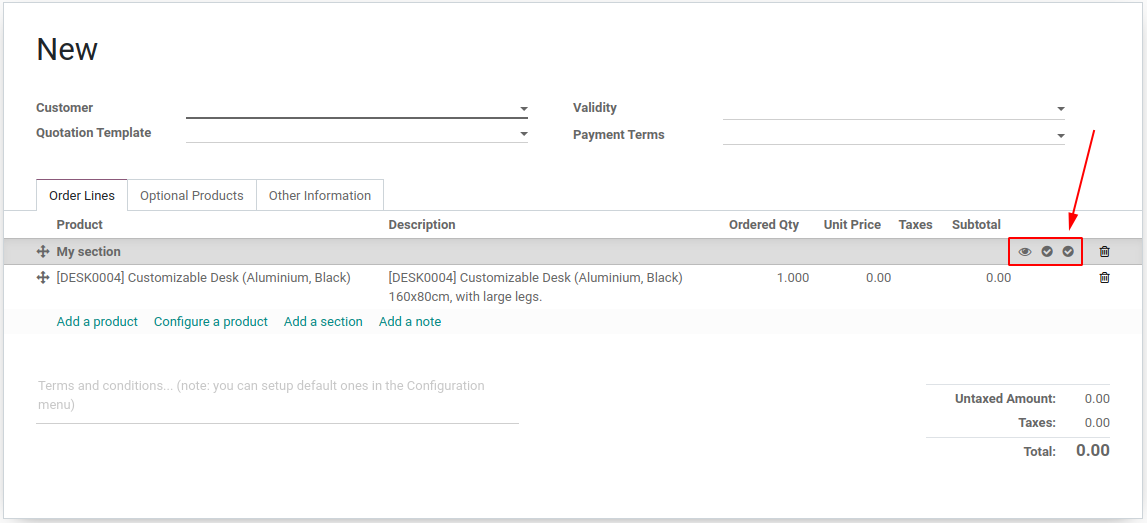 New
Customer
Validity
Quotation Template
Payment Terms
Order Lines Optional Products Other Information
Product Description Ordered Qty Unit Price Taxes Subtotal
My section
[DESK0004] Customizable Desk (Aluminium, Black) [DESK0004] Customizable Desk (Aluminium, Black) 1.000 0.00 0.00
160x80cm, with large legs.
Add a product Configure a product Add a section Add a note
Terms and conditions... (note: you can setup default ones in the Configuration
menu)
Untaxed Amount: 0.00
Taxes: 0.00
Total: 0.00